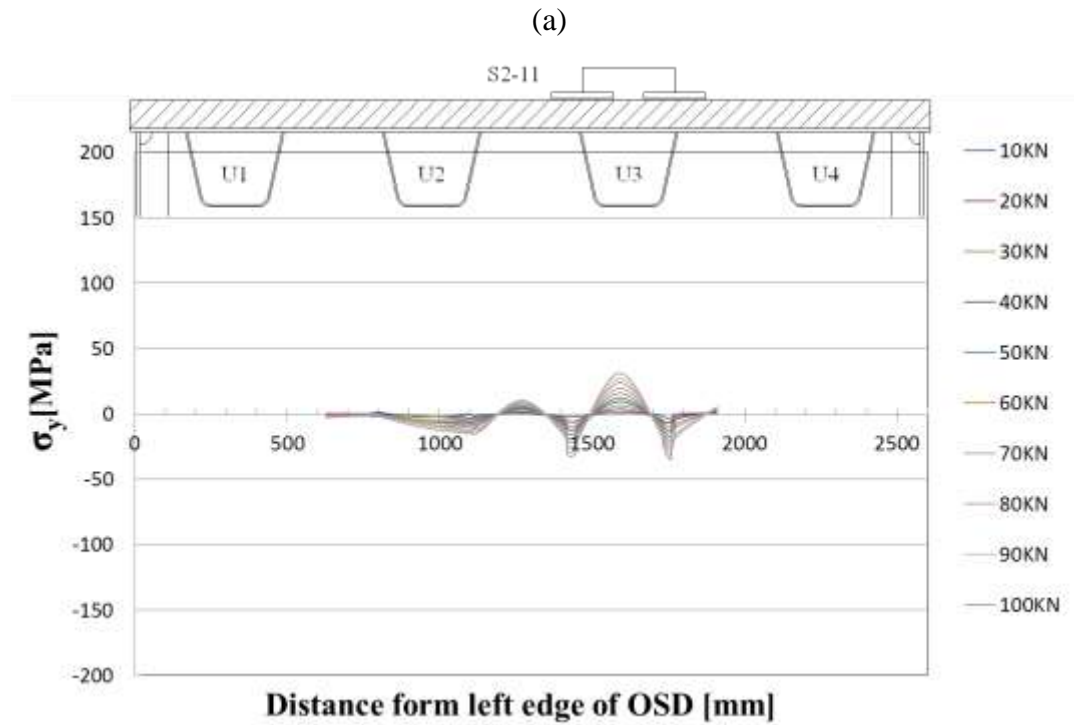 (a)
S2-11
U1 U2 U3 U4
200
150
100
50
0
-50
-100
-150
-200
0 500 1000 1500 2000 2500
σy[MPa]
Distance form left edge of OSD [mm]
10KN
20KN
30KN
40KN
50KN
60KN
70KN
80KN
90KN
100KN